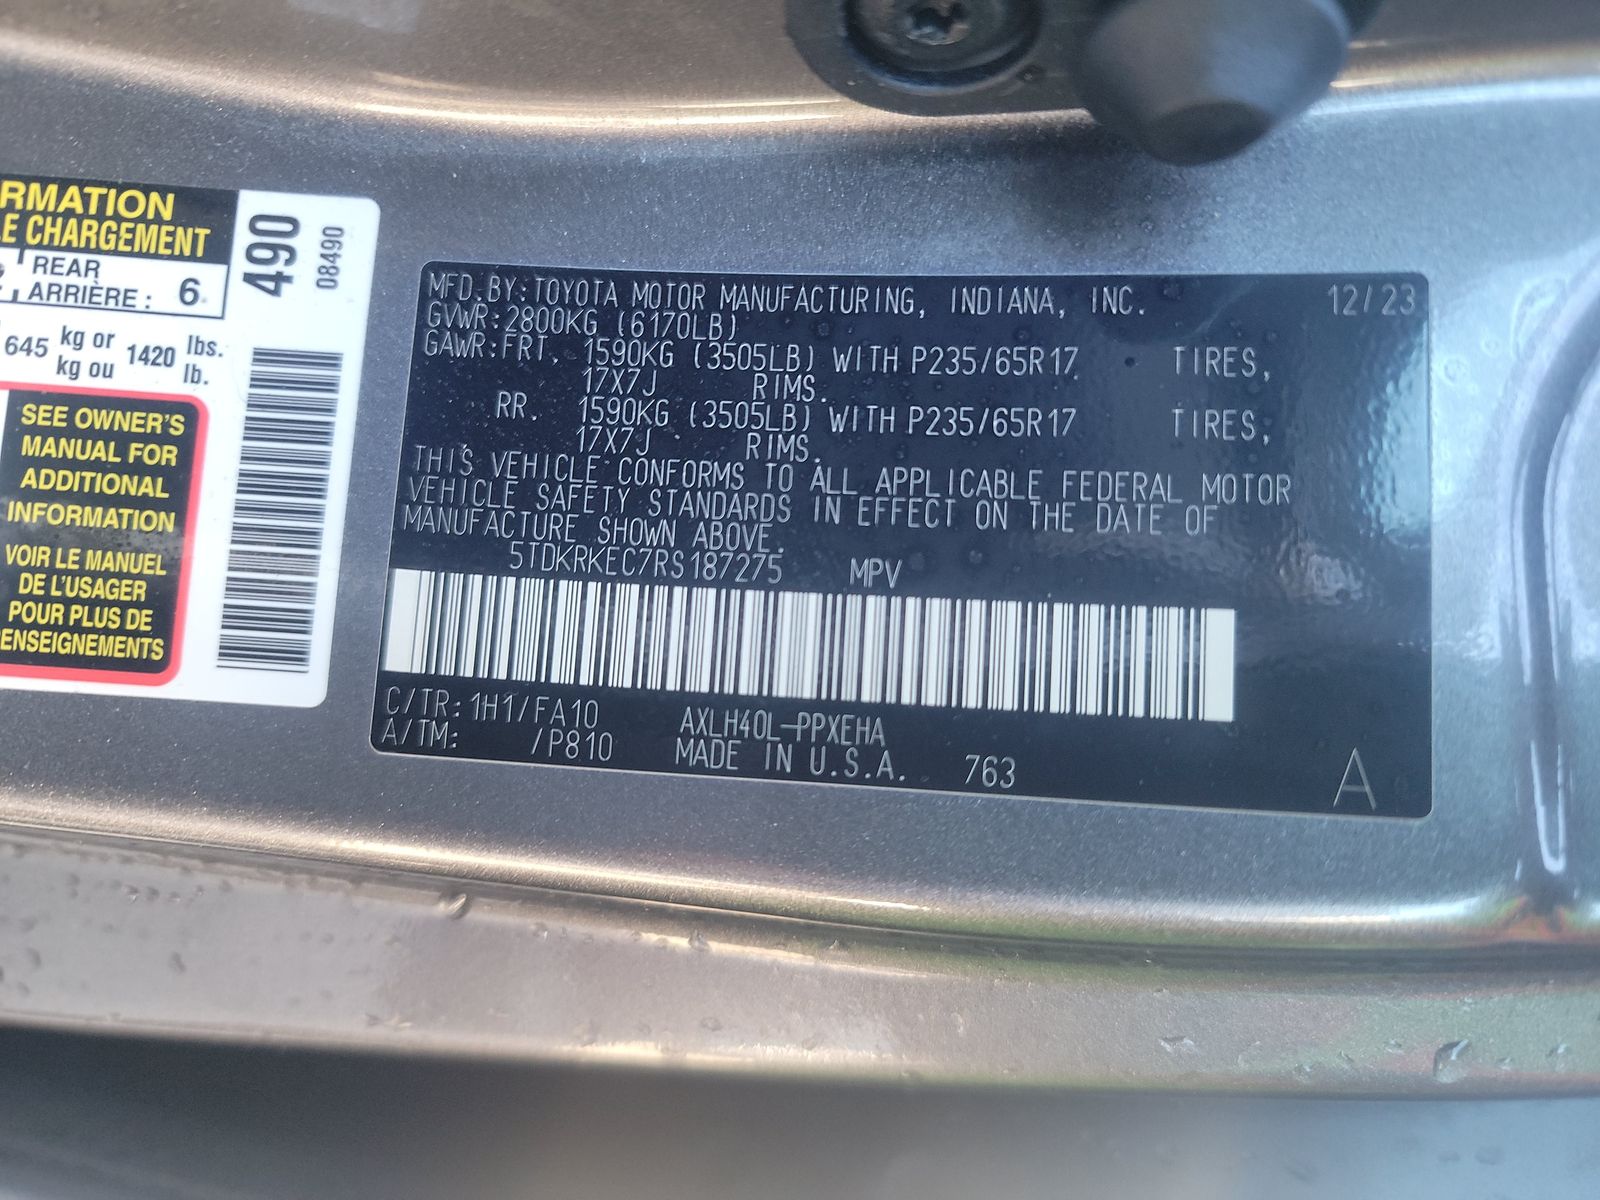 RMATION
LE CHARGEMENT
REAR
ARRIÈRE : 6
645 kg or 1420 lbs.
kg ou lb.
SEE OWNER'S
MANUAL FOR
ADDITIONAL
INFORMATION
VOIR LE MANUEL
DE L'USAGER
POUR PLUS DE
RENSEIGNEMENTS
490
08490
MFD.BY:TOYOTA MOTOR MANUFACTURING, INDIANA, INC. 12/23
GVWR:2800KG (6170LB)
GAWR:FRT. 1590KG (3505LB) WITH P235/65R17 TIRES,
17X7J RIMS.
RR. 1590KG (3505LB) WITH P235/65R17 TIRES,
17X7J RIMS.
THIS VEHICLE CONFORMS TO ALL APPLICABLE FEDERAL MOTOR
VEHICLE SAFETY STANDARDS IN EFFECT ON THE DATE OF
MANUFACTURE SHOWN ABOVE.
5TDKRKEC7RS187275 MPV
C/TR:1H1/FA10 AXLH40L-PPXEHA
A/TM: /P810 MADE IN U.S.A. 763 A